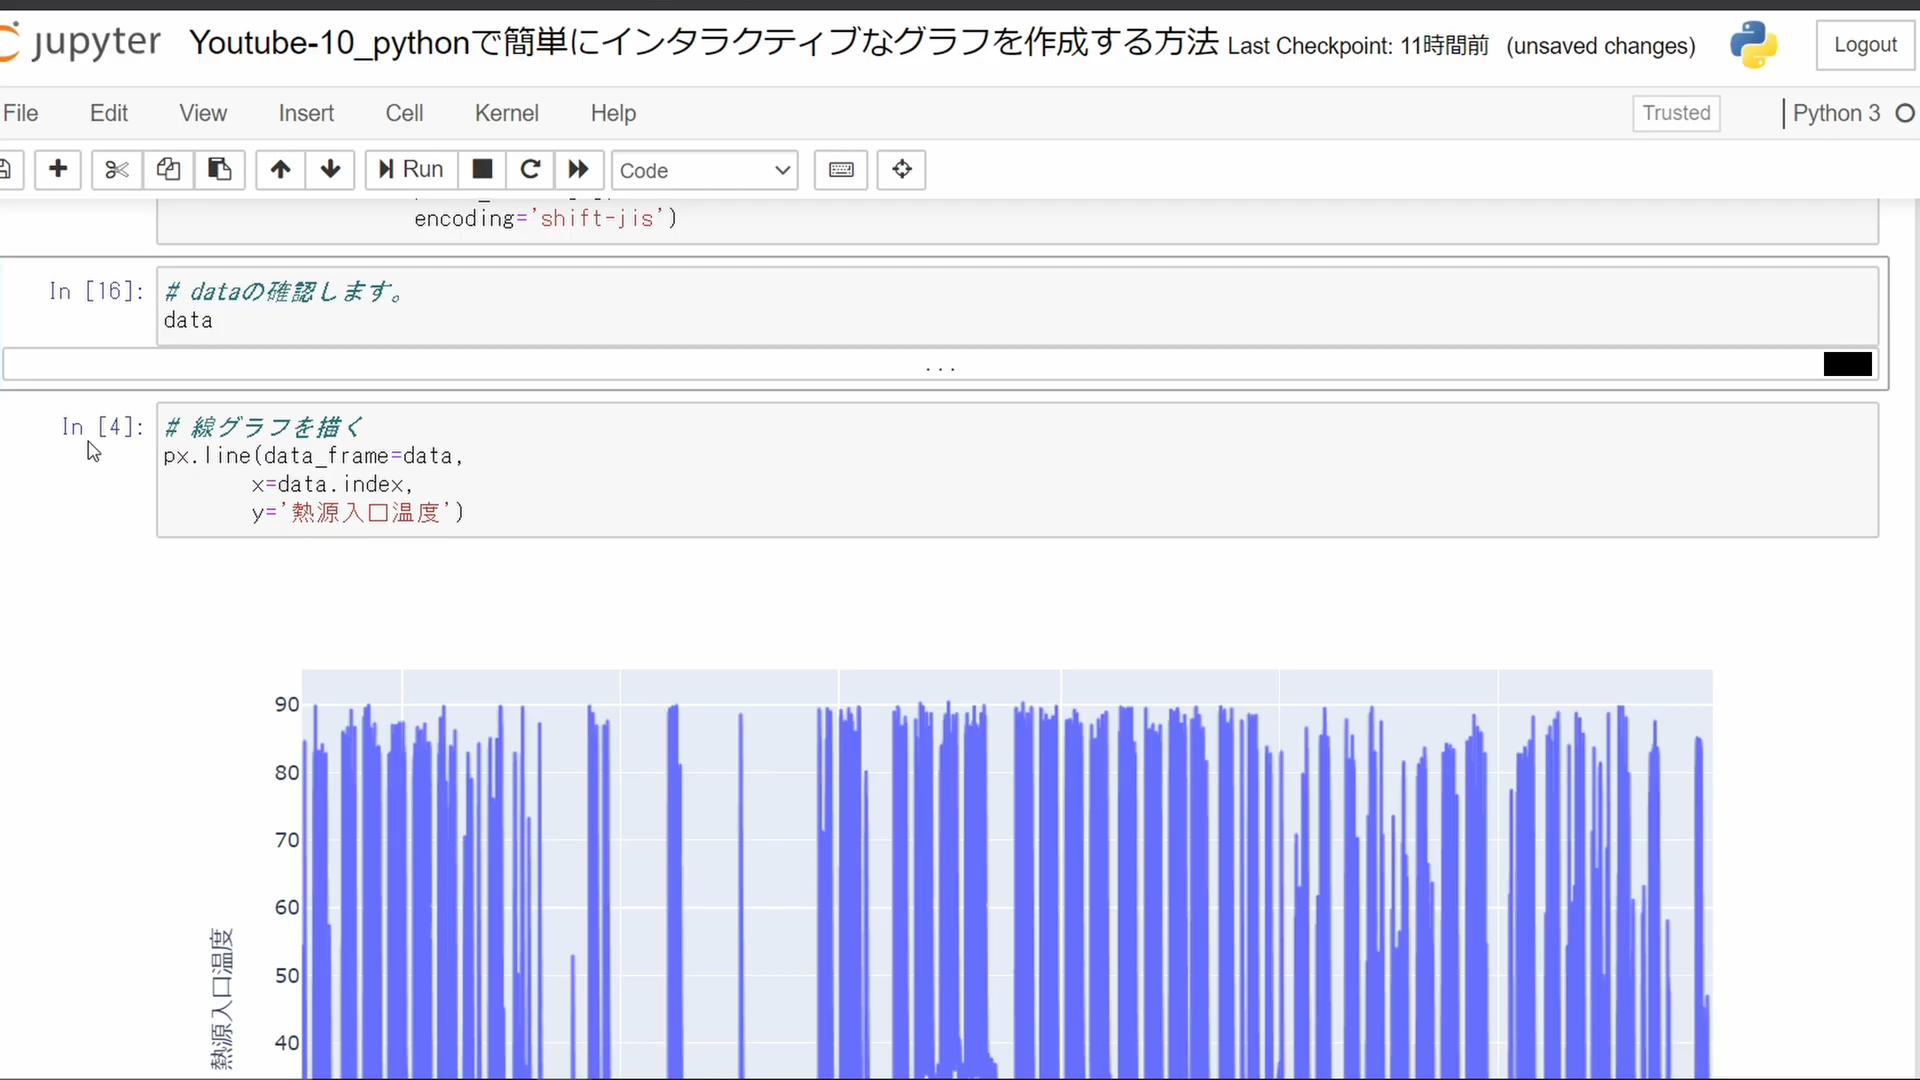 jupyter Youtube-10_pythonで簡単にインタラクティブなグラフを作成する方法 Last Checkpoint: 11時間前 (unsaved changes) Logout
File Edit View Insert Cell Kernel Help Trusted Python 3
Run Code
encoding='shift-jis')
In [16]: # dataの確認します。
data
...
In [4]: # 線グラフを描く
px.line(data_frame=data,
x=data.index,
y='熱源入口温度')
90
80
70
60
50
40
熱源入口温度